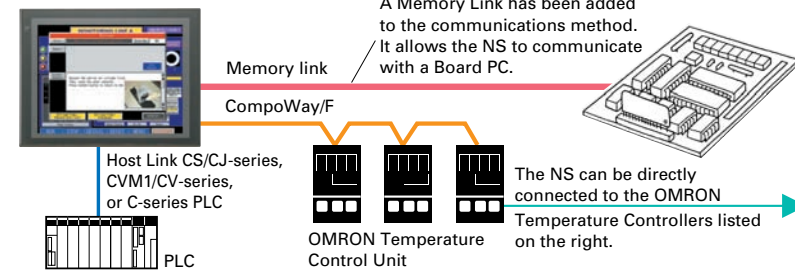 A Memory Link has been added
to the communications method.
It allows the NS to communicate
with a Board PC.
Memory link
CompoWay/F
Host Link CS/CJ-series,
CVM1/CV-series,
or C-series PLC
PLC
OMRON Temperature
Control Unit
The NS can be directly
connected to the OMRON
Temperature Controllers listed
on the right.